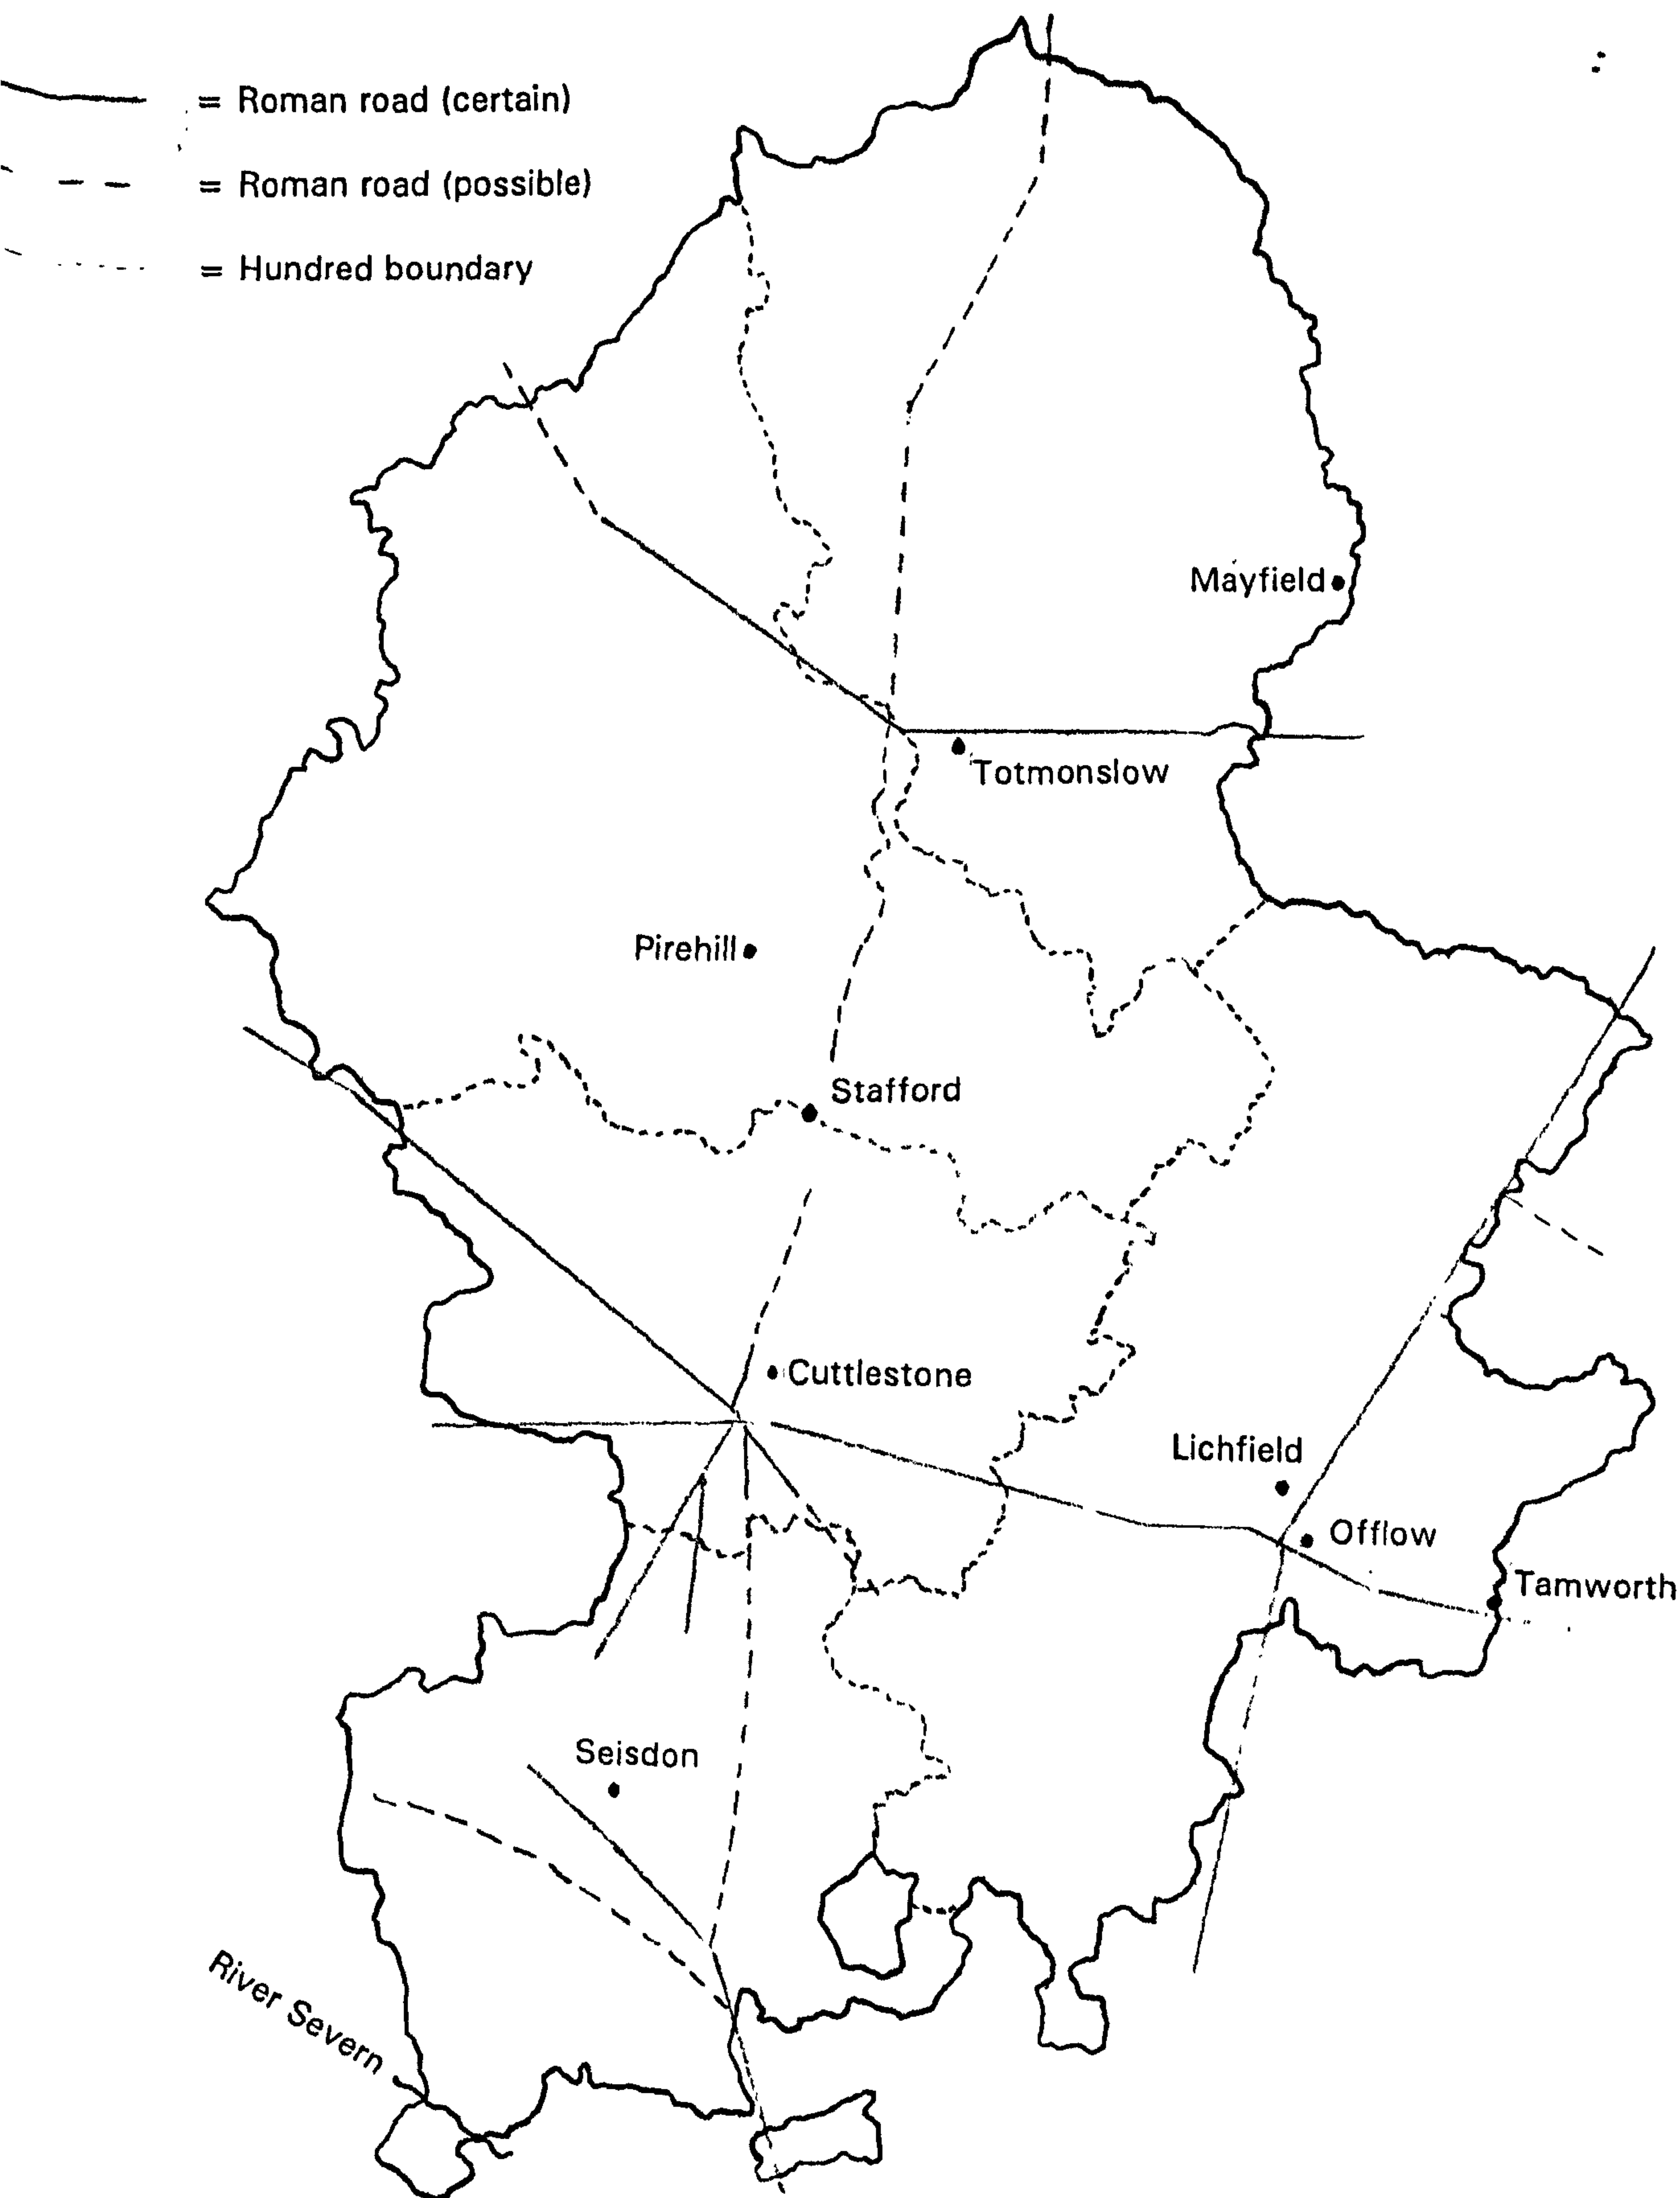 = Roman road (certain)
= Roman road (possible)
= Hundred boundary
Mayfield
Totmonslow
Pirehill
Stafford
Cuttlestone
Lichfield
Offlow
Tamworth
Seisdon
River Severn